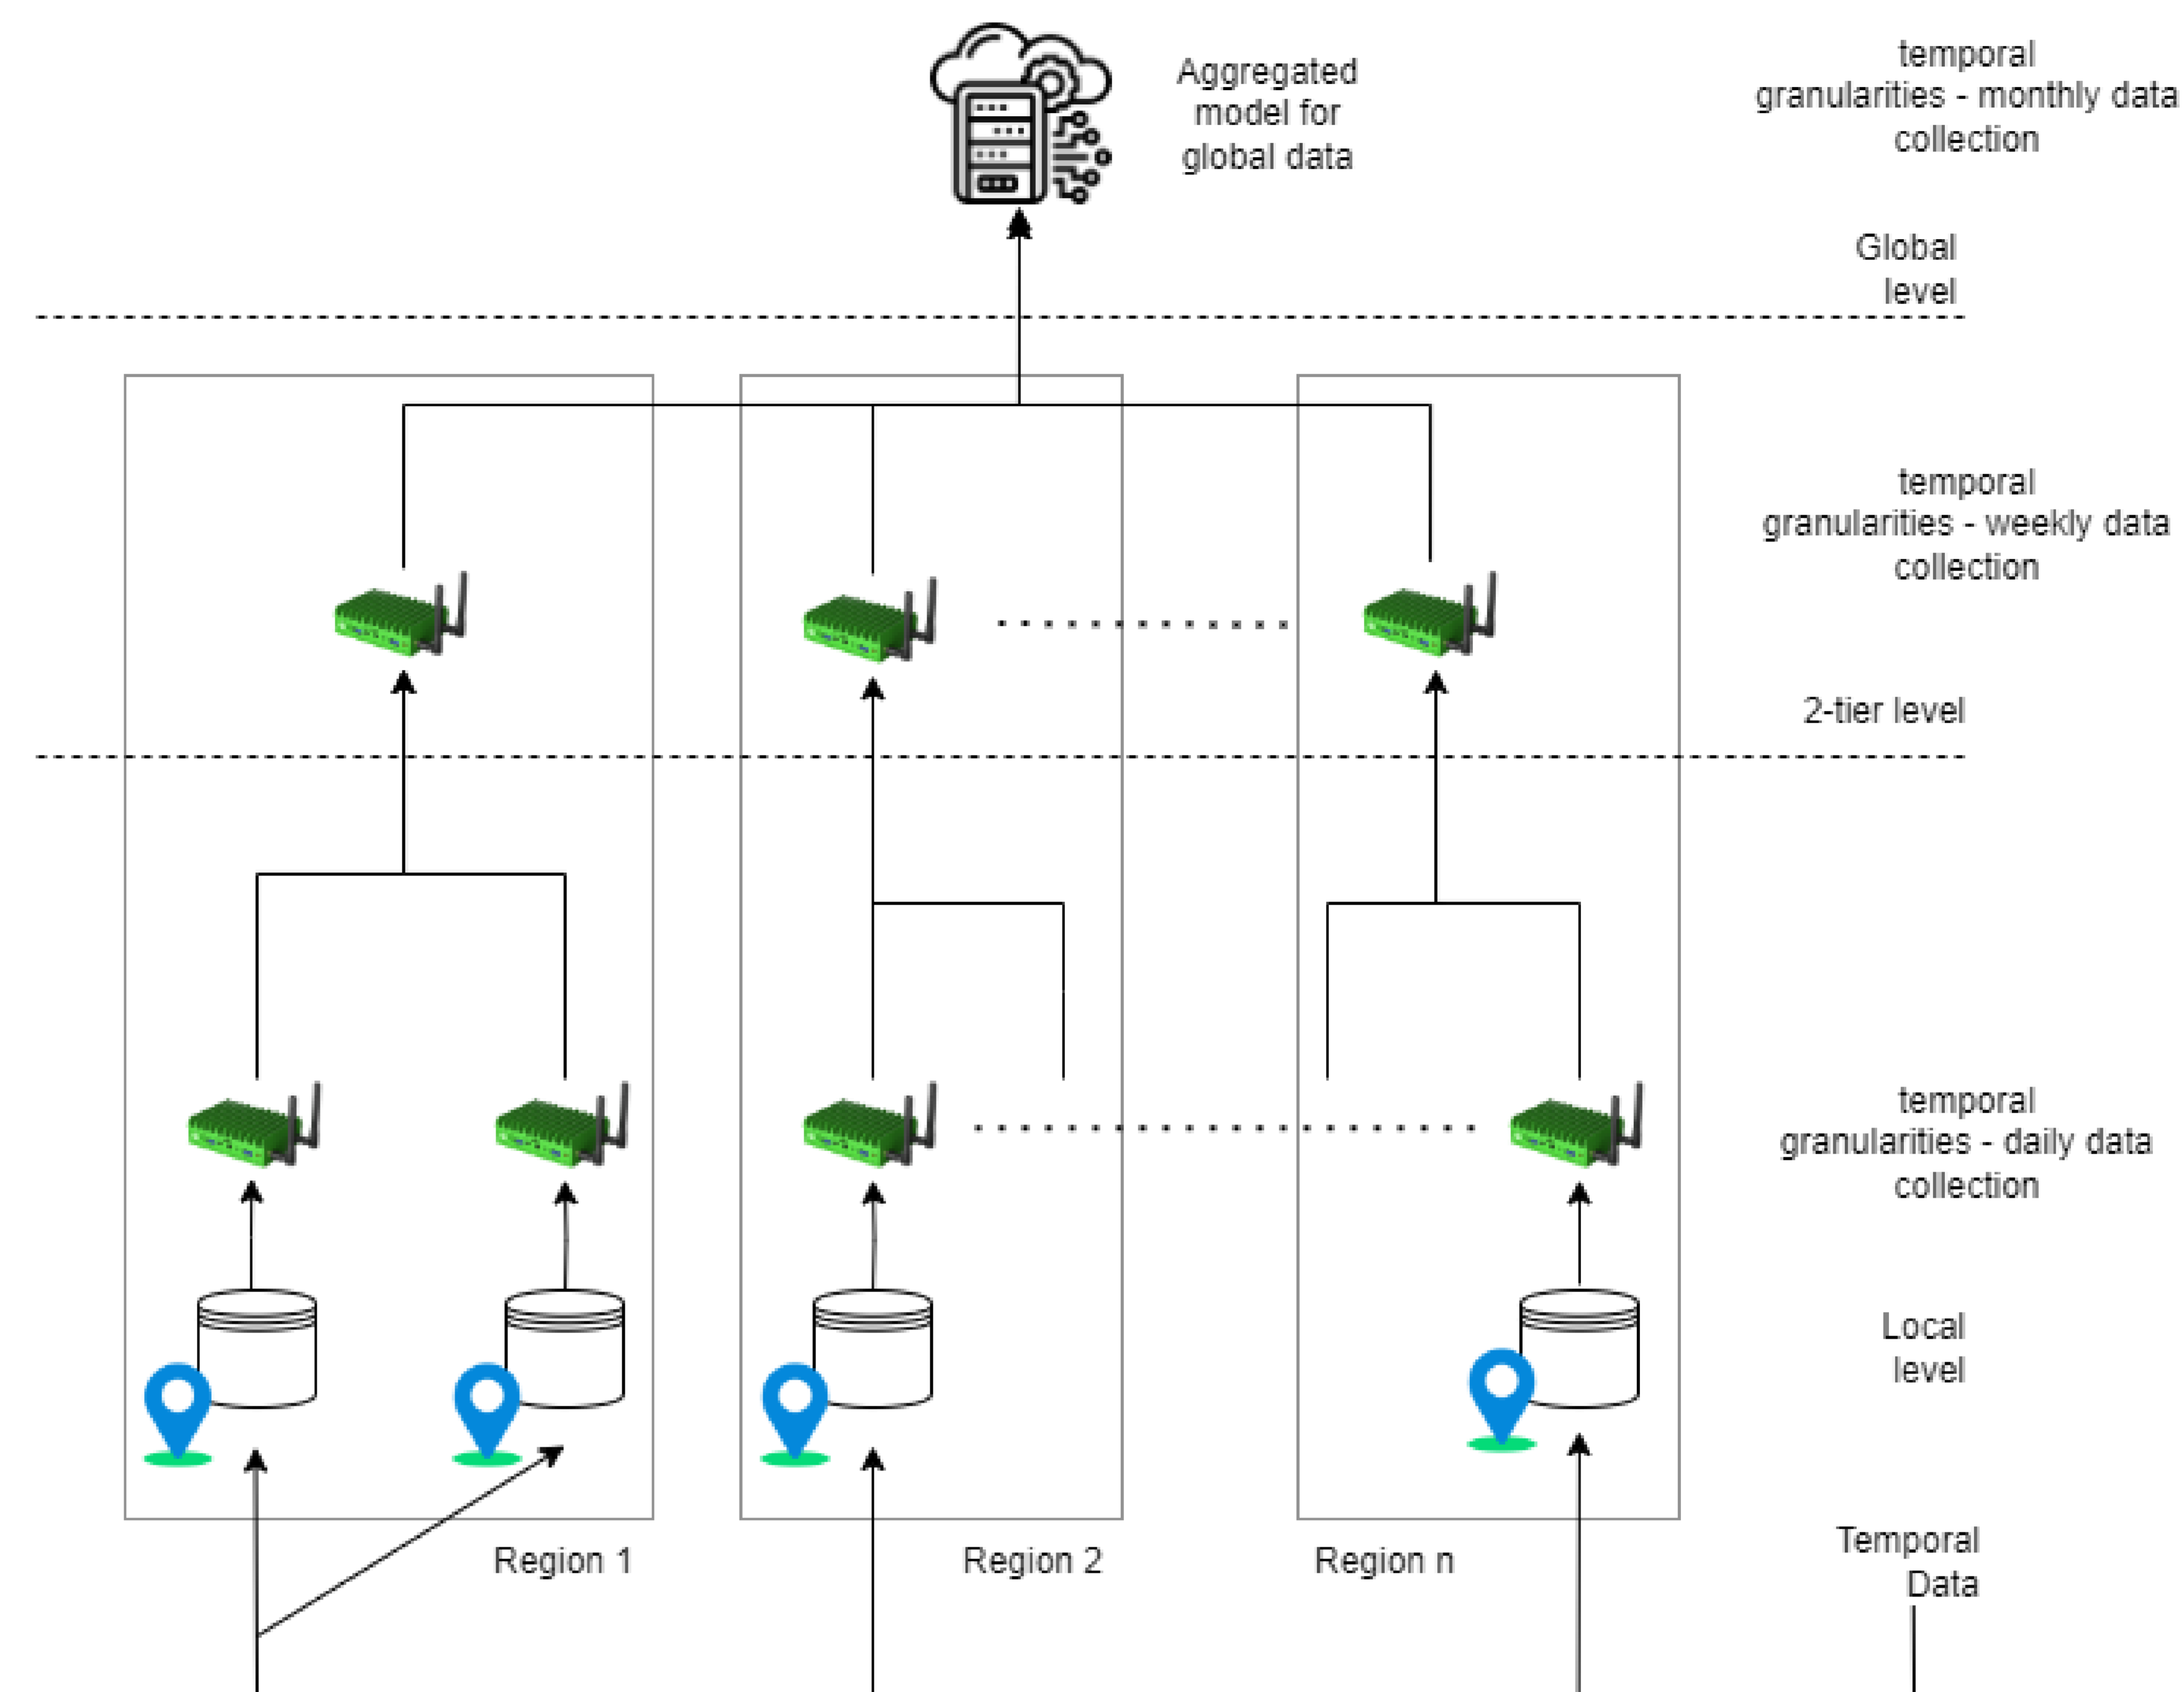 Aggregated
model for
global data
temporal
granularities - monthly data
collection
Global
level
temporal
granularities - weekly data
collection
2-tier level
temporal
granularities - daily data
collection
Local
level
Region 1
Region 2
Region n
Temporal
Data